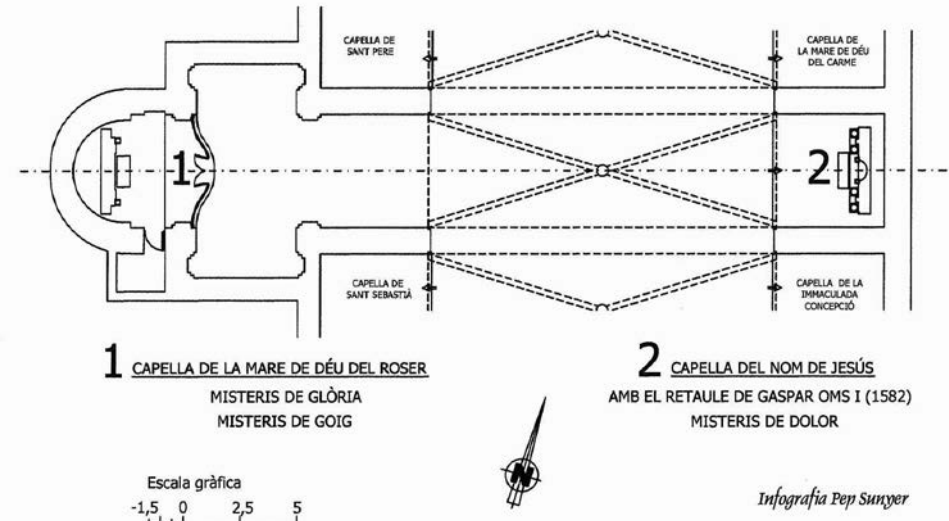 CAPELLA DE
SANT PERE
CAPELLA DE
LA MARE DE DÉU
DEL CARME
1
2
CAPELLA DE
SANT SEBASTIÀ
CAPELLA DE LA
IMMACULADA
CONCEPCIÓ
1 CAPELLA DE LA MARE DE DÉU DEL ROSER
MISTERIS DE GLÒRIA
MISTERIS DE GOIG
2 CAPELLA DEL NOM DE JESÚS
AMB EL RETAULE DE GASPAR OMS I (1582)
MISTERIS DE DOLOR
N
Escala gràfica
-1,5 0 2,5 5
Infografia Pep Sunyer